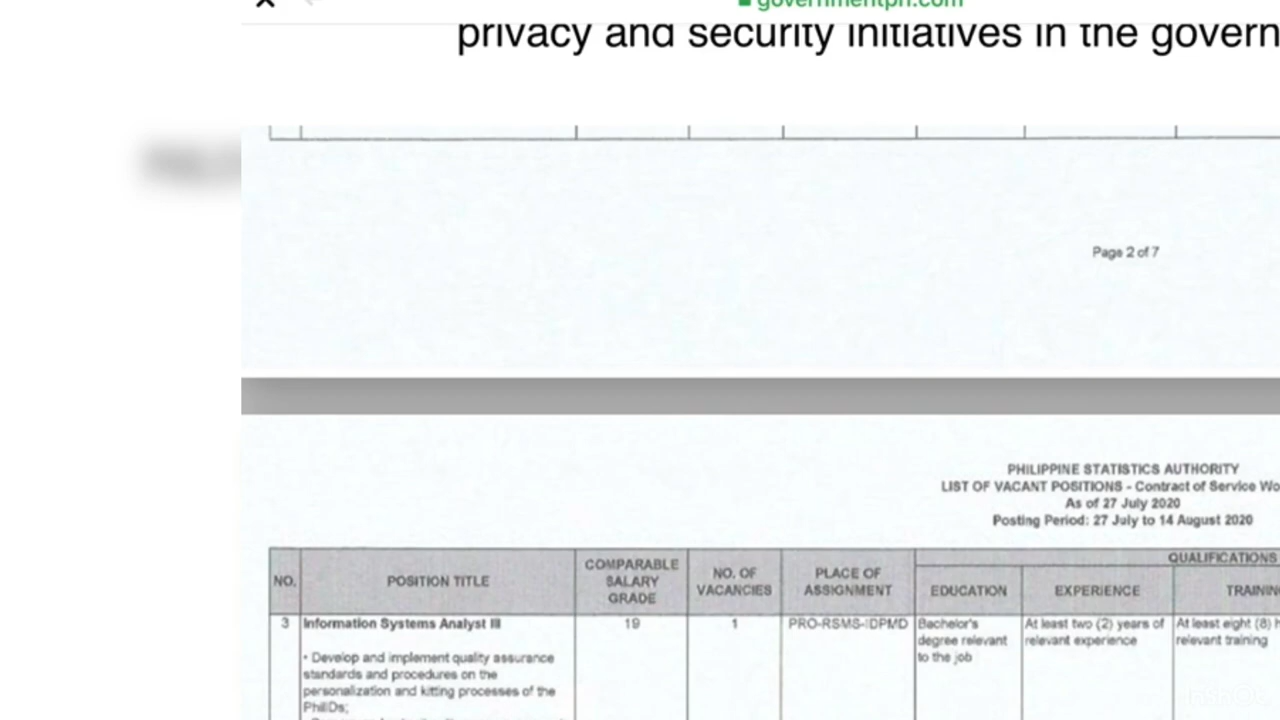 governmentph.com
privacy and security initiatives in the govern
Page 2 of 7
PHILIPPINE STATISTICS AUTHORITY
LIST OF VACANT POSITIONS - Contract of Service Wo
As of 27 July 2020
Posting Period: 27 July to 14 August 2020
NO.
POSITION TITLE
COMPARABLE
SALARY
GRADE
NO. OF
VACANCIES
PLACE OF
ASSIGNMENT
QUALIFICATIONS
EDUCATION
EXPERIENCE
TRAININ
3
Information Systems Analyst III
19
1
PRO-RSMS-IDPMD
Bachelor's
degree relevant
to the job
At least two (2) years of
relevant experience
At least eight (8) h
relevant training
• Develop and implement quality assurance
standards and procedures on the
personalization and kitting processes of the
PhilIDs;